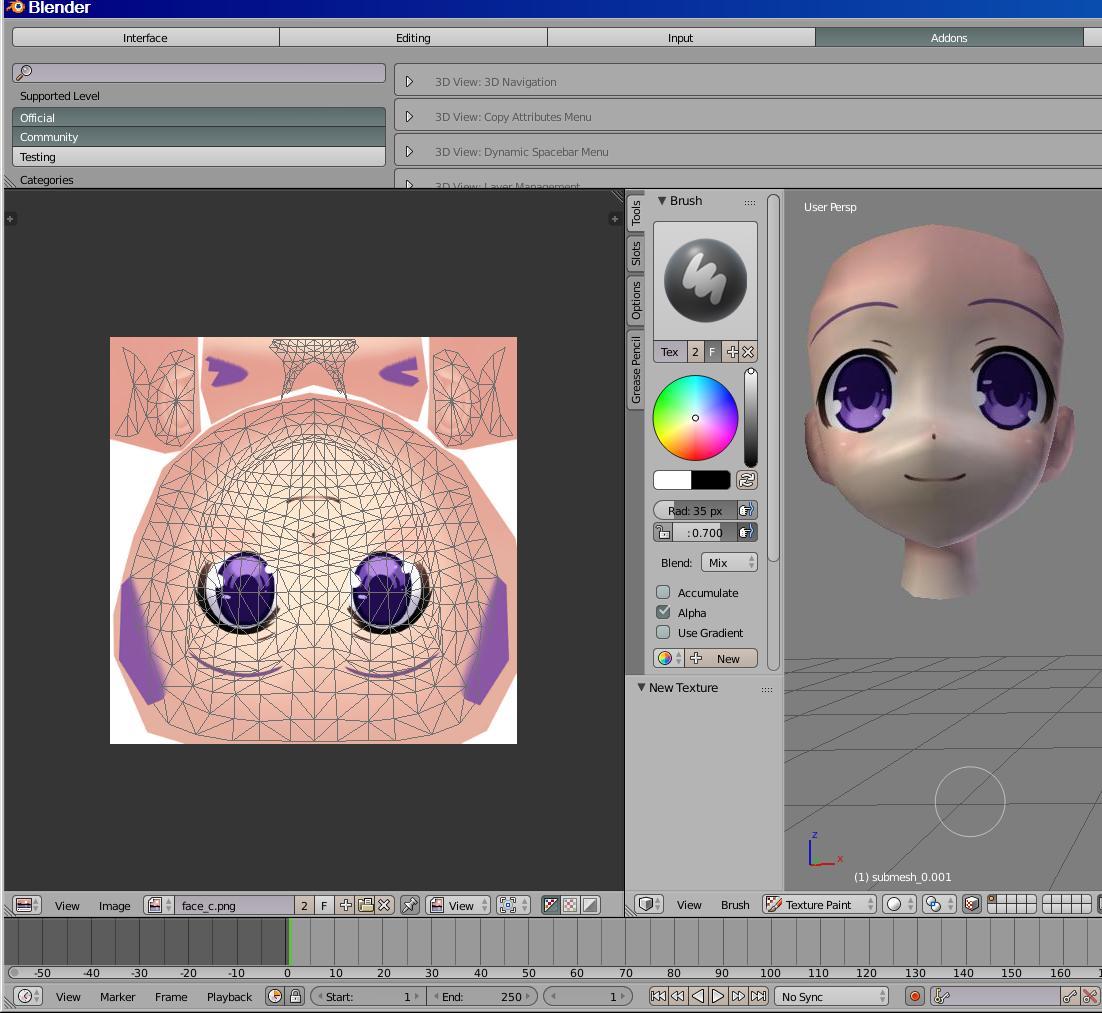 Blender
Interface Editing Input Addons
Supported Level
Official
Community
Testing
Categories
3D View: 3D Navigation
3D View: Copy Attributes Menu
3D View: Dynamic Spacebar Menu
3D View: Layer Management
Tools
Slots
Options
Grease Pencil
Brush
Tex 2 F
Rad: 35 px
: 0.700
Blend: Mix
Accumulate
Alpha
Use Gradient
New
New Texture
User Persp
z
x
(1) submesh_0.001
View Image face_c.png 2 F View
View Brush Texture Paint
-50 -40 -30 -20 -10 0 10 20 30 40 50 60 70 80 90 100 110 120 130 140 150 160
View Marker Frame Playback Start: 1 End: 250 1 No Sync